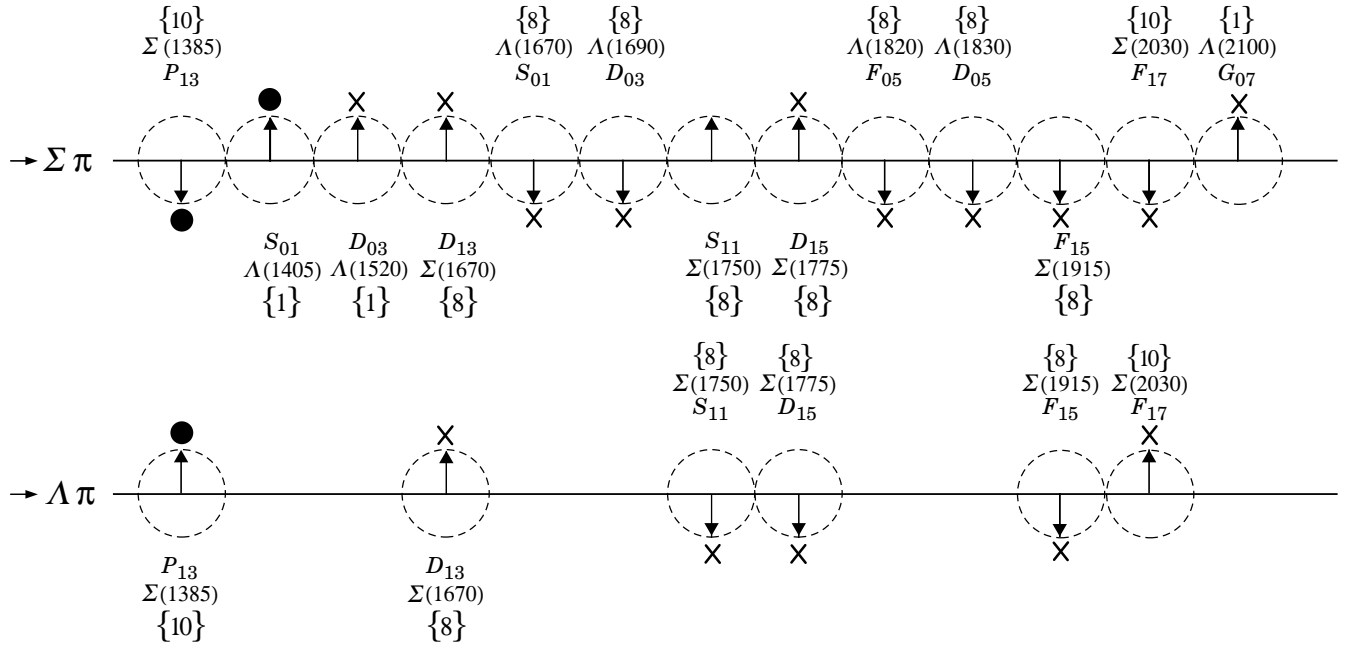 {10} {8} {8} {8} {8} {10} {1}
Σ(1385) Λ(1670) Λ(1690) Λ(1820) Λ(1830) Σ(2030) Λ(2100)
P13 S01 D03 F05 D05 F17 G07
→ Σ π
S01 D03 D13 S11 D15 F15
Λ(1405) Λ(1520) Σ(1670) Σ(1750) Σ(1775) Σ(1915)
{1} {1} {8} {8} {8} {8}
{8} {8} {8} {10}
Σ(1750) Σ(1775) Σ(1915) Σ(2030)
S11 D15 F15 F17
→ Λ π
P13 D13
Σ(1385) Σ(1670)
{10} {8}